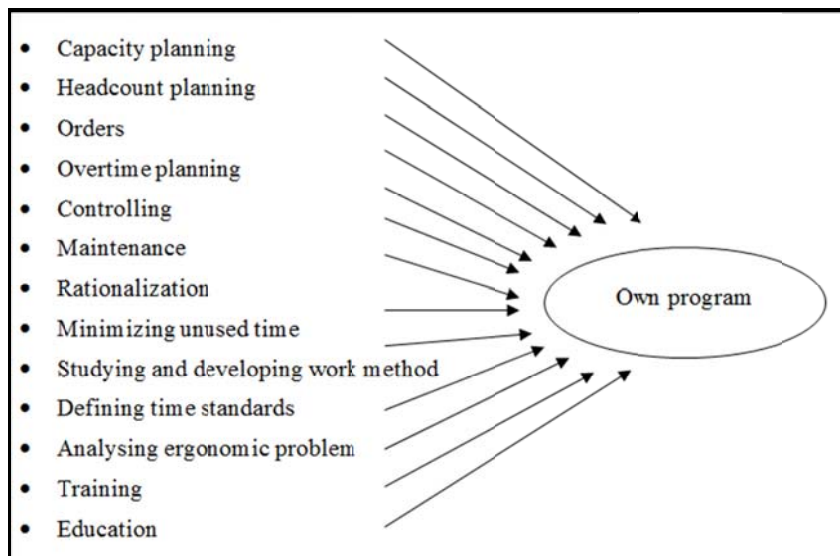 • Capacity planning
• Headcount planning
• Orders
• Overtime planning
• Controlling
• Maintenance
• Rationalization
• Minimizing unused time
• Studying and developing work method
• Defining time standards
• Analysing ergonomic problem
• Training
• Education
Own program